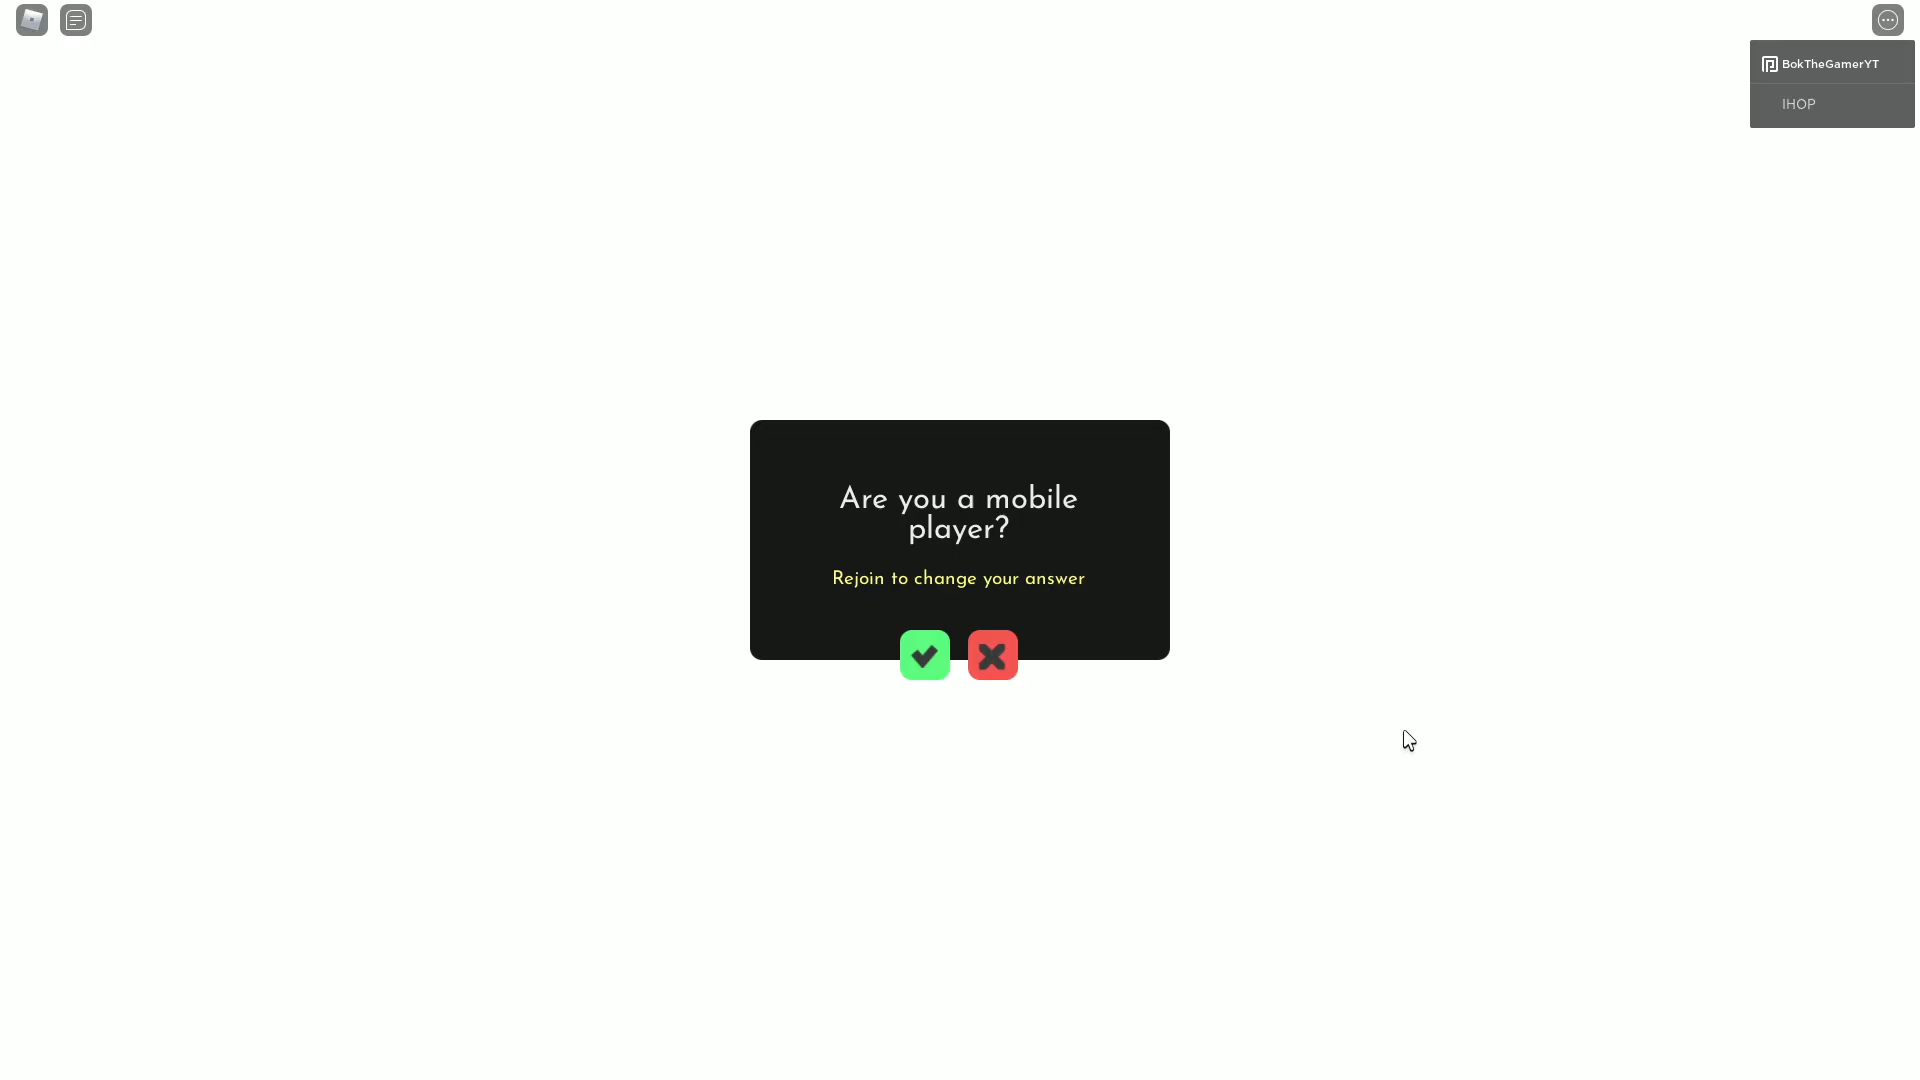 BokTheGamerYT
IHOP
Are you a mobile
player?
Rejoin to change your answer